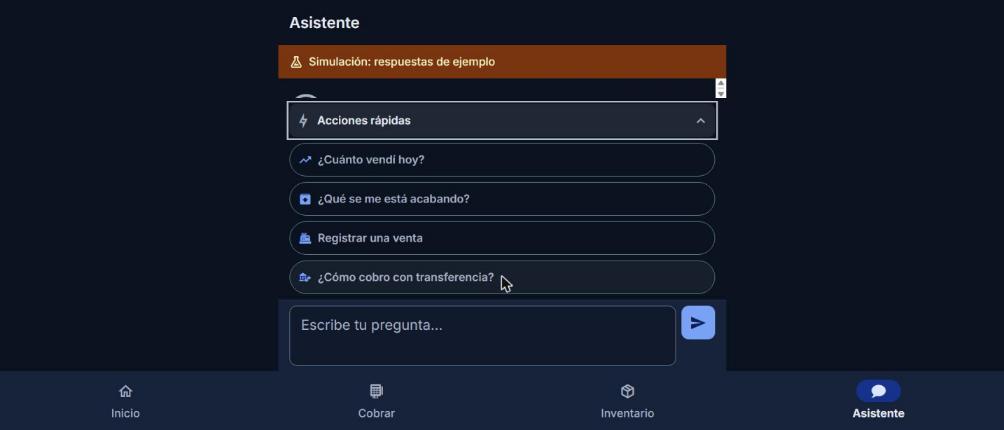 Asistente
Simulación: respuestas de ejemplo
Acciones rápidas
¿Cuánto vendí hoy?
¿Qué se me está acabando?
Registrar una venta
¿Cómo cobro con transferencia?
Escribe tu pregunta...
Inicio
Cobrar
Inventario
Asistente